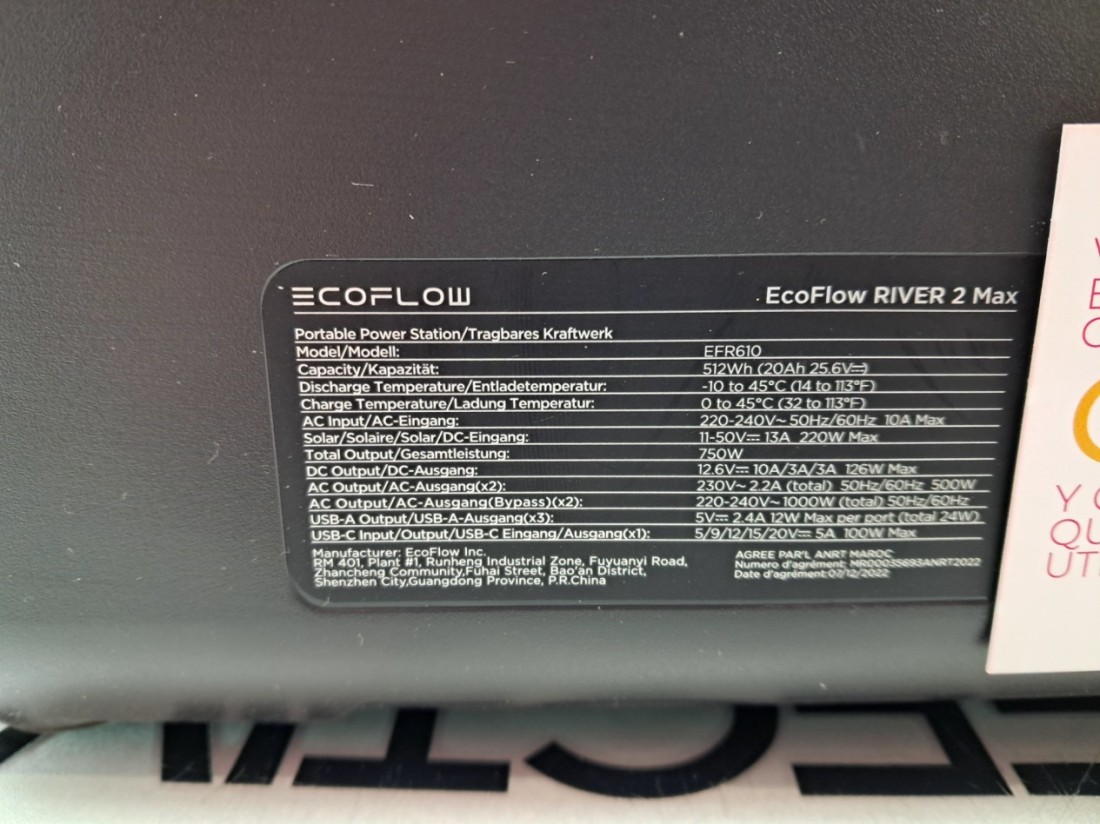 ECOFLOW
EcoFlow RIVER 2 Max
Portable Power Station/Tragbares Kraftwerk
Model/Modell: EFR610
Capacity/Kapazität: 512Wh (20Ah 25.6V⎓)
Discharge Temperature/Entladetemperatur: -10 to 45°C (14 to 113°F)
Charge Temperature/Ladung Temperatur: 0 to 45°C (32 to 113°F)
AC Input/AC-Eingang: 220-240V~ 50Hz/60Hz 10A Max
Solar/Solaire/Solar/DC-Eingang: 11-50V⎓ 13A 220W Max
Total Output/Gesamtleistung: 750W
DC Output/DC-Ausgang: 12.6V⎓ 10A/3A/3A 126W Max
AC Output/AC-Ausgang(x2): 230V~ 2.2A (total) 50Hz/60Hz 500W
AC Output/AC-Ausgang(Bypass)(x2): 220-240V~ 1000W (total) 50Hz/60Hz
USB-A Output/USB-A-Ausgang(x3): 5V⎓ 2.4A 12W Max per port (total 24W)
USB-C Input/Output/USB-C Eingang/Ausgang(x1): 5/9/12/15/20V⎓ 5A 100W Max
Manufacturer: EcoFlow Inc.
RM 401, Plant #1, Runheng Industrial Zone, Fuyuanyi Road,
Zhancheng Community,Fuhai Street, Bao'an District,
Shenzhen City,Guangdong Province, P.R.China
AGREE PAR'L ANRT MAROC
Numero d'agrément: MR00035693ANRT2022
Date d'agrément:07/12/2022
Y